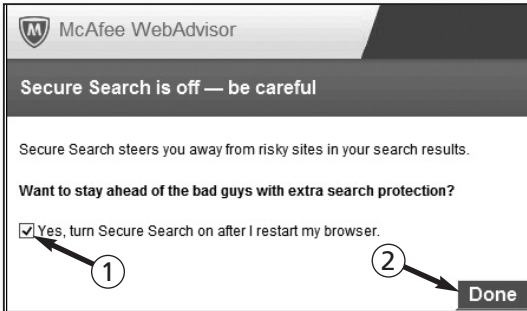 McAfee WebAdvisor
Secure Search is off — be careful
Secure Search steers you away from risky sites in your search results.
Want to stay ahead of the bad guys with extra search protection?
Yes, turn Secure Search on after I restart my browser.
1
2
Done